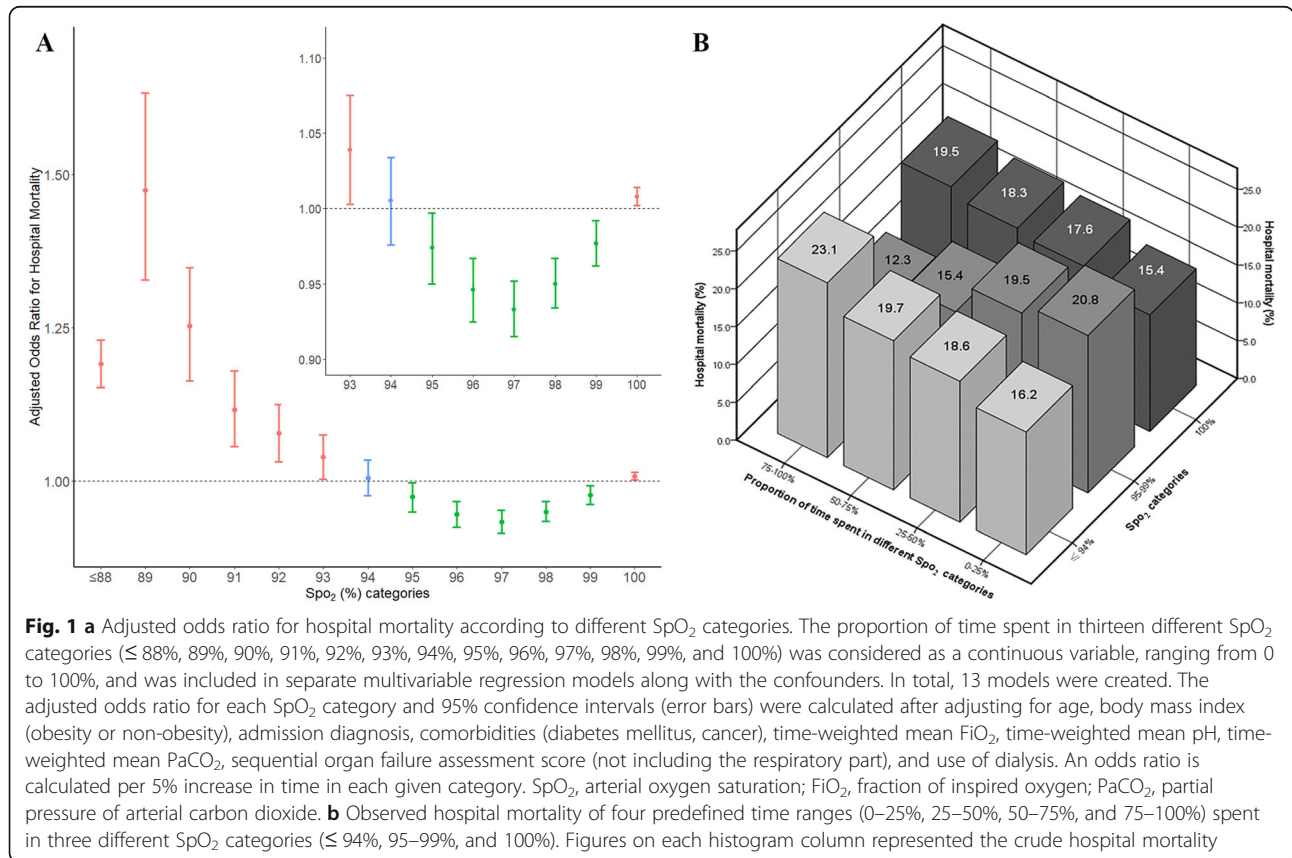 A
Adjusted Odds Ratio for Hospital Mortality
1.50
1.25
1.00
≤88 89 90 91 92 93 94 95 96 97 98 99 100
Spo₂ (%) categories
1.10
1.05
1.00
0.95
0.90
93 94 95 96 97 98 99 100
B
Hospital mortality (%)
25.0
20.0
15.0
10.0
5.0
0.0
23.1
19.7
18.6
16.2
12.3
15.4
19.5
20.8
19.5
18.3
17.6
15.4
25.0
20.0
15.0
10.0
5.0
0.0
Hospital mortality (%)
75-100%
50-75%
25-50%
0-25%
Proportion of time spent in different Spo₂ categories
≤ 94%
95-99%
100%
Spo₂ categories
Fig. 1 a Adjusted odds ratio for hospital mortality according to different SpO₂ categories. The proportion of time spent in thirteen different SpO₂
categories (≤ 88%, 89%, 90%, 91%, 92%, 93%, 94%, 95%, 96%, 97%, 98%, 99%, and 100%) was considered as a continuous variable, ranging from 0
to 100%, and was included in separate multivariable regression models along with the confounders. In total, 13 models were created. The
adjusted odds ratio for each SpO₂ category and 95% confidence intervals (error bars) were calculated after adjusting for age, body mass index
(obesity or non-obesity), admission diagnosis, comorbidities (diabetes mellitus, cancer), time-weighted mean FiO₂, time-weighted mean pH, time-
weighted mean PaCO₂, sequential organ failure assessment score (not including the respiratory part), and use of dialysis. An odds ratio is
calculated per 5% increase in time in each given category. SpO₂, arterial oxygen saturation; FiO₂, fraction of inspired oxygen; PaCO₂, partial
pressure of arterial carbon dioxide. b Observed hospital mortality of four predefined time ranges (0–25%, 25–50%, 50–75%, and 75–100%) spent
in three different SpO₂ categories (≤ 94%, 95–99%, and 100%). Figures on each histogram column represented the crude hospital mortality